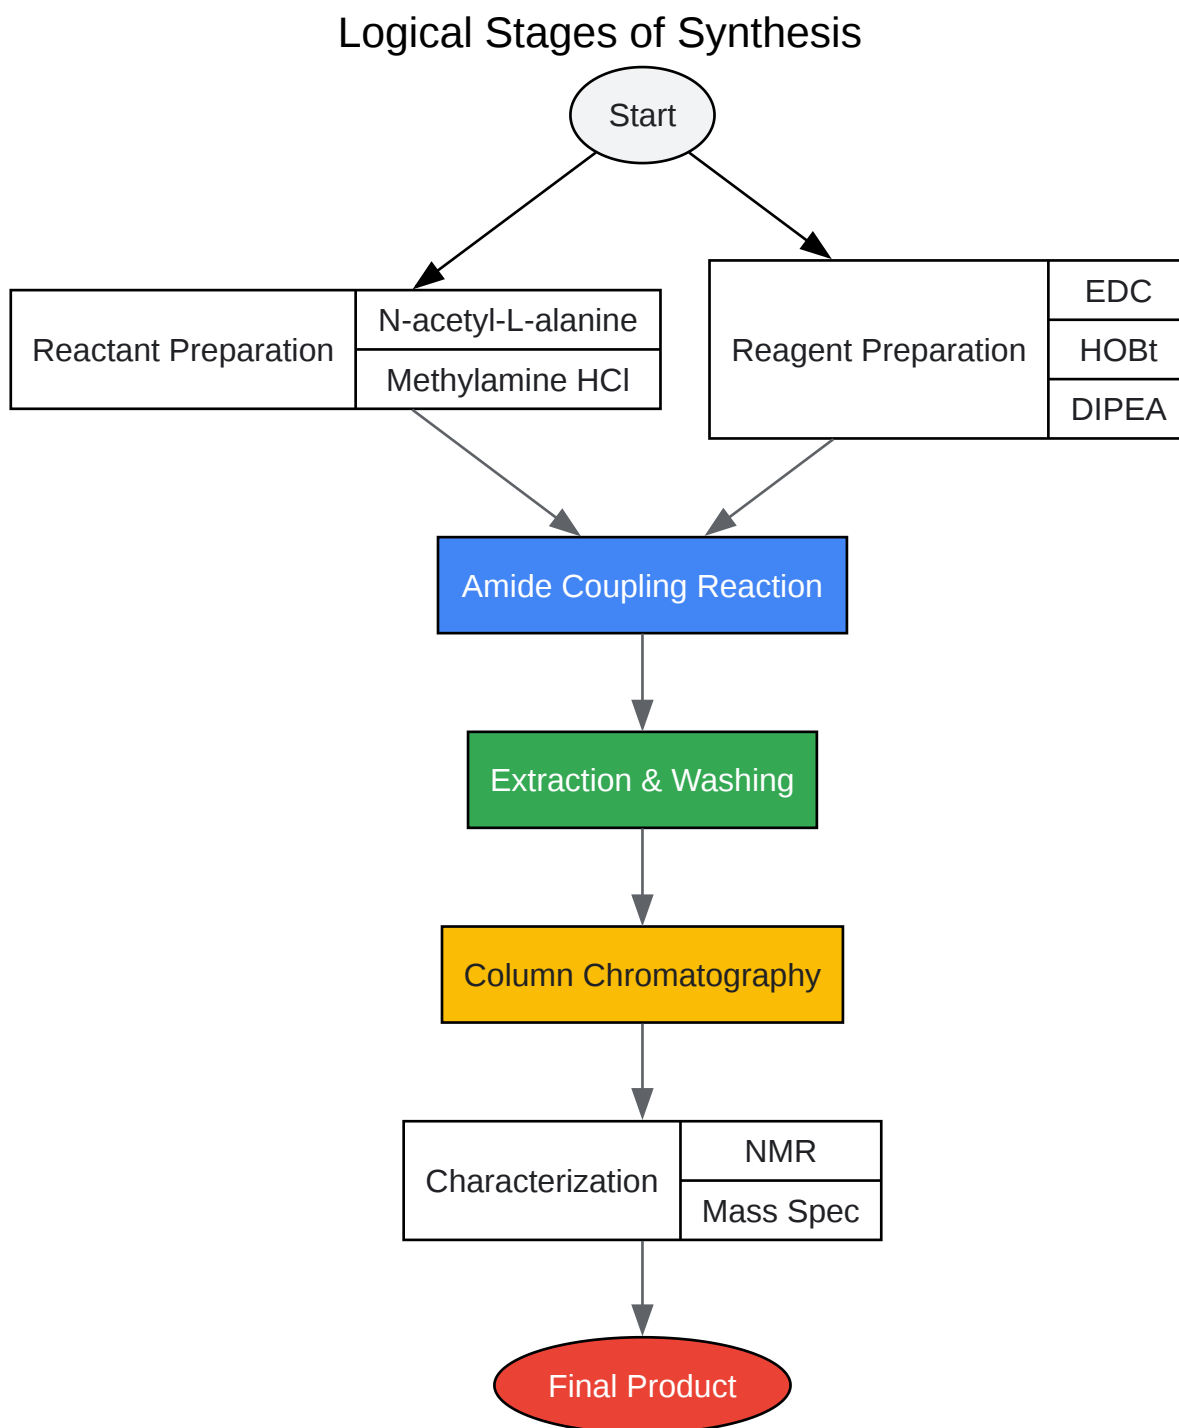 Logical Stages of Synthesis
Start
Reactant Preparation
N-acetyl-L-alanine
Methylamine HCl
Reagent Preparation
EDC
HOBt
DIPEA
Amide Coupling Reaction
Extraction & Washing
Column Chromatography
Characterization
NMR
Mass Spec
Final Product